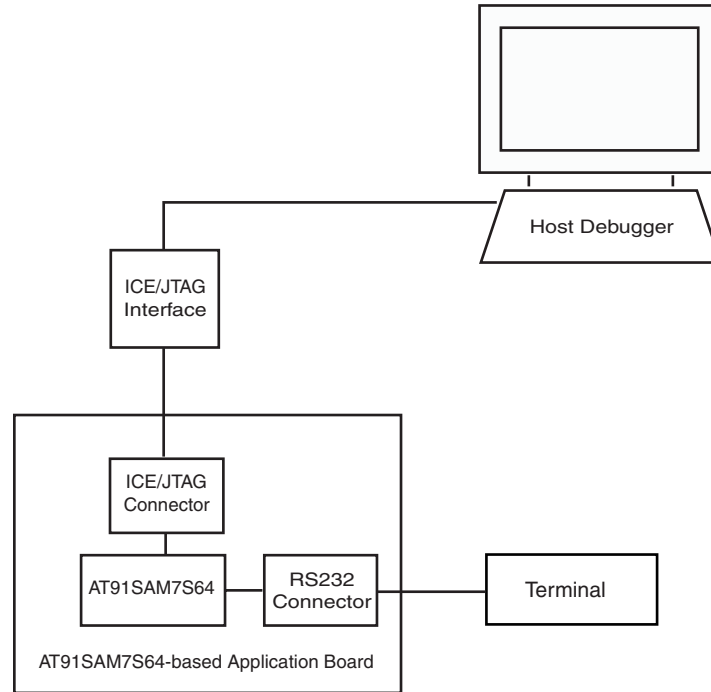 Host Debugger
ICE/JTAG
Interface
ICE/JTAG
Connector
AT91SAM7S64
RS232
Connector
Terminal
AT91SAM7S64-based Application Board